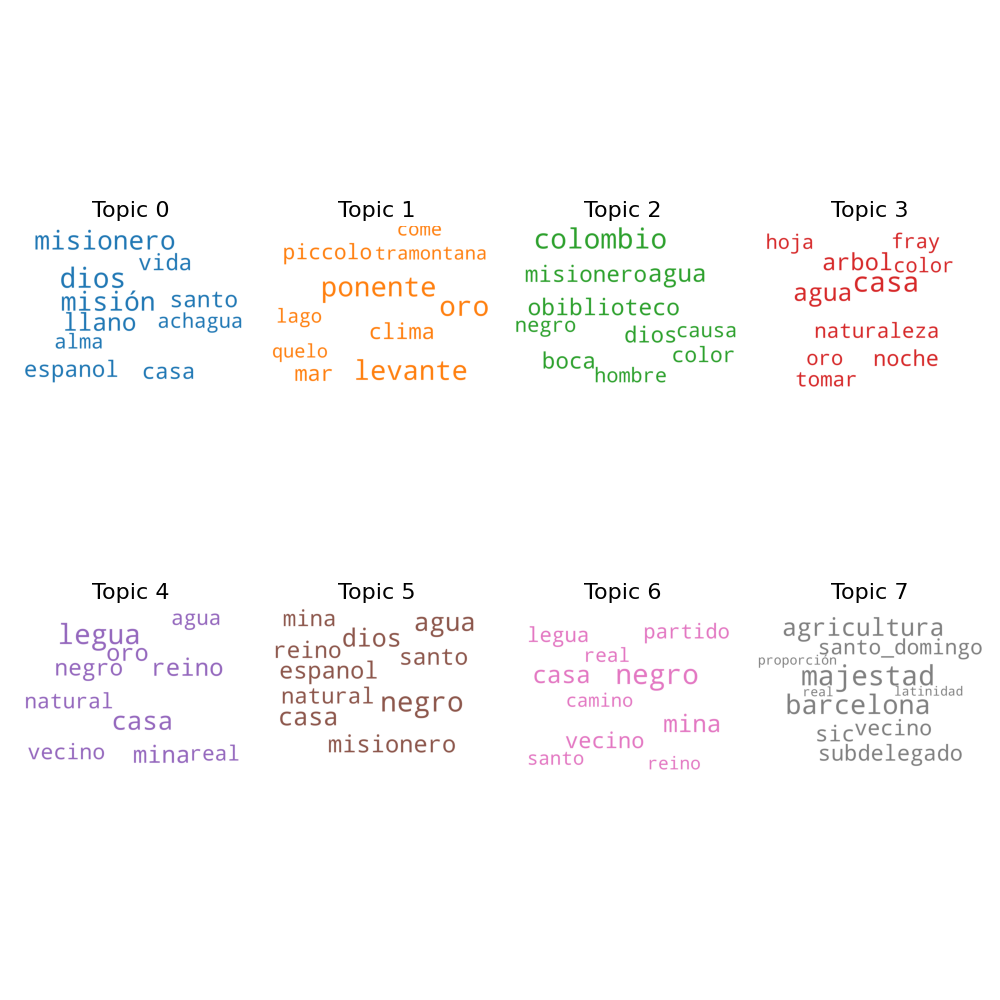 Topic 0
misionero
vida
dios
misión santo
llano achagua
alma
espanol casa
Topic 1
come
piccolo tramontana
ponente
oro
lago
clima
quelo
mar levante
Topic 2
colombio
misionero agua
obiblioteco
negro
dios causa
boca color
hombre
Topic 3
hoja fray
arbol color
agua casa
naturaleza
oro noche
tomar
Topic 4
agua
legua
oro
negro reino
natural
casa
vecino mina real
Topic 5
mina agua
dios
reino santo
espanol
natural negro
casa
misionero
Topic 6
legua partido
real
casa negro
camino
mina
vecino
santo reino
Topic 7
agricultura
santo_domingo
proporción
majestad
real latinidad
barcelona
sic vecino
subdelegado